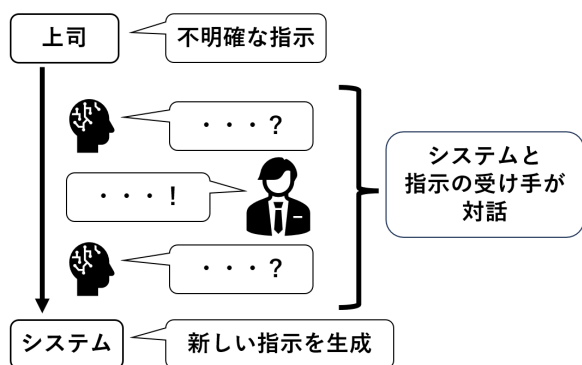 上司
不明確な指示
・・・?
・・・!
・・・?
システムと
指示の受け手が
対話
システム
新しい指示を生成